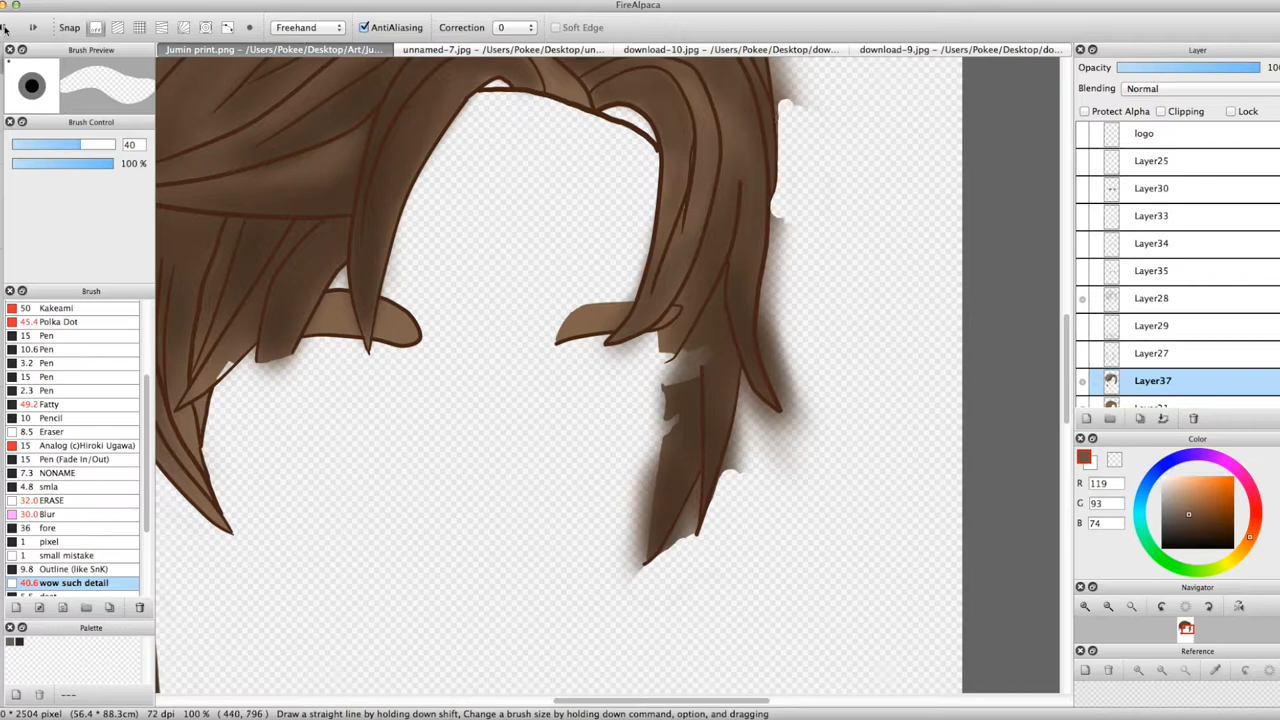 FireAlpaca
Snap off Freehand AntiAliasing Correction 0 Soft Edge
Brush Preview
Jumin print.png - /Users/Pokee/Desktop/Art/Ju... unnamed-7.jpg - /Users/Pokee/Desktop/un... download-10.jpg - /Users/Pokee/Desktop/dow... download-9.jpg - /Users/Pokee/Desktop/do...
Layer
Opacity 100
Blending Normal
Protect Alpha Clipping Lock
Brush Control
40
100 %
logo
Layer25
Layer30
Layer33
Layer34
Layer35
Layer28
Layer29
Layer27
Layer37
Brush
50 Kakeami
45.4 Polka Dot
15 Pen
10.6 Pen
3.2 Pen
15 Pen
2.3 Pen
49.2 Fatty
10 Pencil
8.5 Eraser
15 Analog (c)Hiroki Ugawa)
15 Pen (Fade In/Out)
7.3 NONAME
4.8 smla
32.0 ERASE
30.0 Blur
36 fore
1 pixel
1 small mistake
9.8 Outline (like SnK)
40.6 wow such detail
Color
R 119
G 93
B 74
Navigator
Palette
---
Reference
* 2504 pixel (56.4 * 88.3cm) 72 dpi 100 % ( 440, 796 ) Draw a straight line by holding down shift, Change a brush size by holding down command, option, and dragging